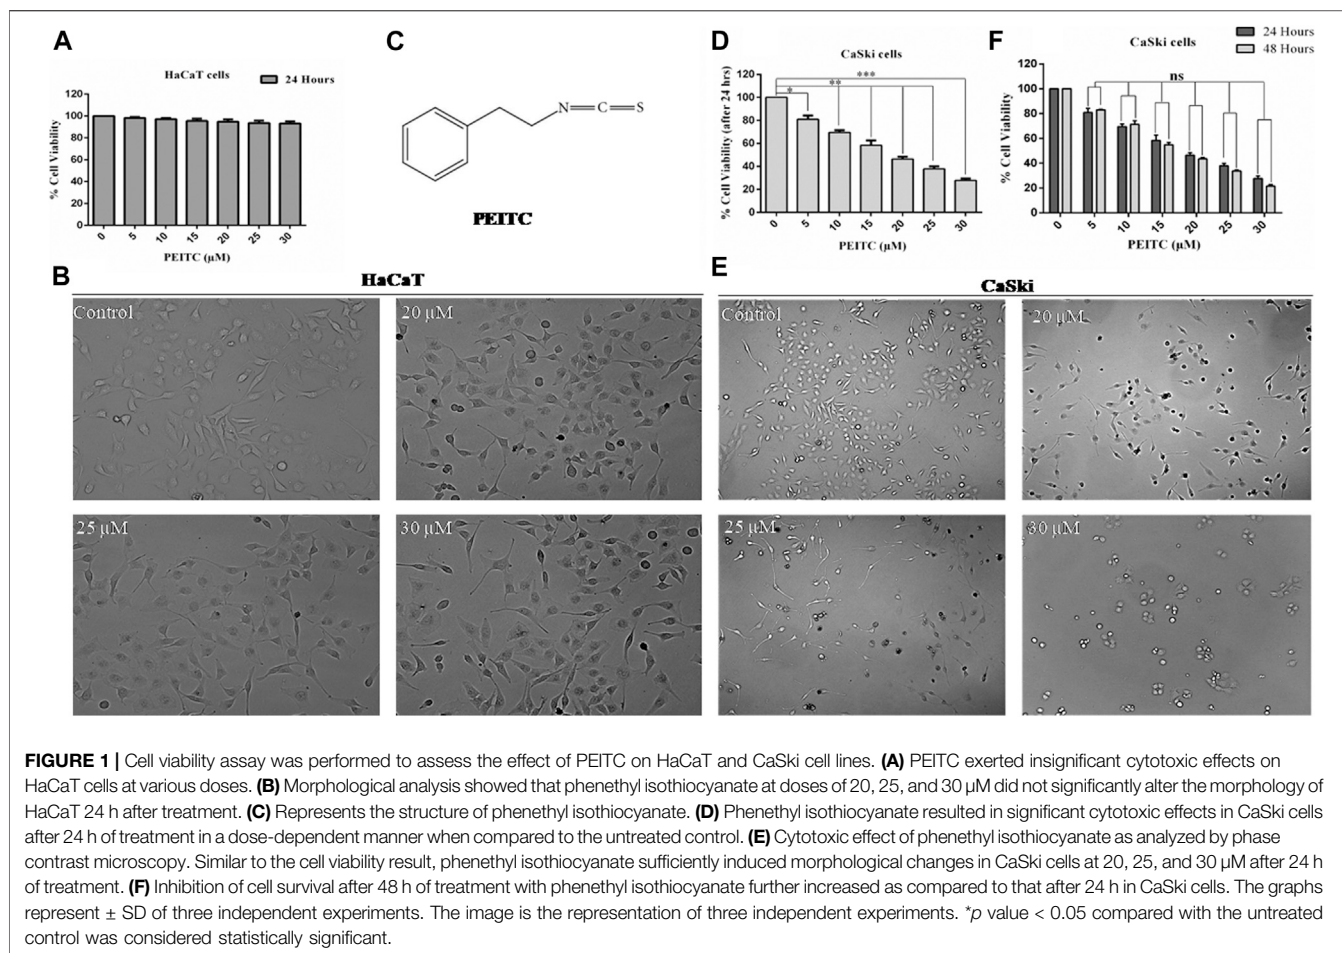 A
HaCaT cells
24 Hours
% Cell Viability
120
100
80
60
40
20
0
0 5 10 15 20 25 30
PEITC (µM)
C
N C S
PEITC
D
CaSki cells
% Cell Viability (after 24 hrs)
120
100
80
60
40
20
0
* ** ***
0 5 10 15 20 25 30
PEITC (µM)
F
24 Hours
48 Hours
CaSki cells
ns
% Cell Viability
120
100
80
60
40
20
0
0 5 10 15 20 25 30
PEITC (µM)
B
HaCaT
Control
20 µM
25 µM
30 µM
E
CaSki
Control
20 µM
25 µM
30 µM
FIGURE 1 | Cell viability assay was performed to assess the effect of PEITC on HaCaT and CaSki cell lines. (A) PEITC exerted insignificant cytotoxic effects on
HaCaT cells at various doses. (B) Morphological analysis showed that phenethyl isothiocyanate at doses of 20, 25, and 30 µM did not significantly alter the morphology of
HaCaT 24 h after treatment. (C) Represents the structure of phenethyl isothiocyanate. (D) Phenethyl isothiocyanate resulted in significant cytotoxic effects in CaSki cells
after 24 h of treatment in a dose-dependent manner when compared to the untreated control. (E) Cytotoxic effect of phenethyl isothiocyanate as analyzed by phase
contrast microscopy. Similar to the cell viability result, phenethyl isothiocyanate sufficiently induced morphological changes in CaSki cells at 20, 25, and 30 µM after 24 h
of treatment. (F) Inhibition of cell survival after 48 h of treatment with phenethyl isothiocyanate further increased as compared to that after 24 h in CaSki cells. The graphs
represent ± SD of three independent experiments. The image is the representation of three independent experiments. *p value < 0.05 compared with the untreated
control was considered statistically significant.